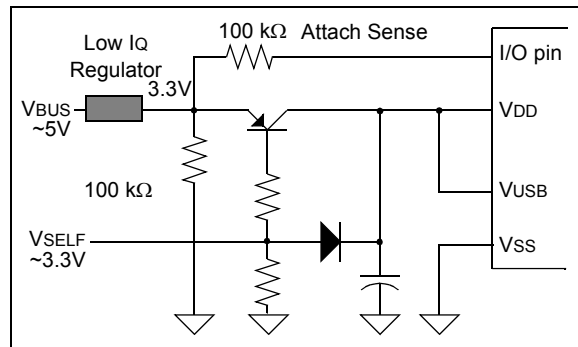 100 kΩ Attach Sense
Low IQ
Regulator
3.3V
I/O pin
VBUS
~5V
VDD
100 kΩ
VUSB
VSELF
~3.3V
VSS